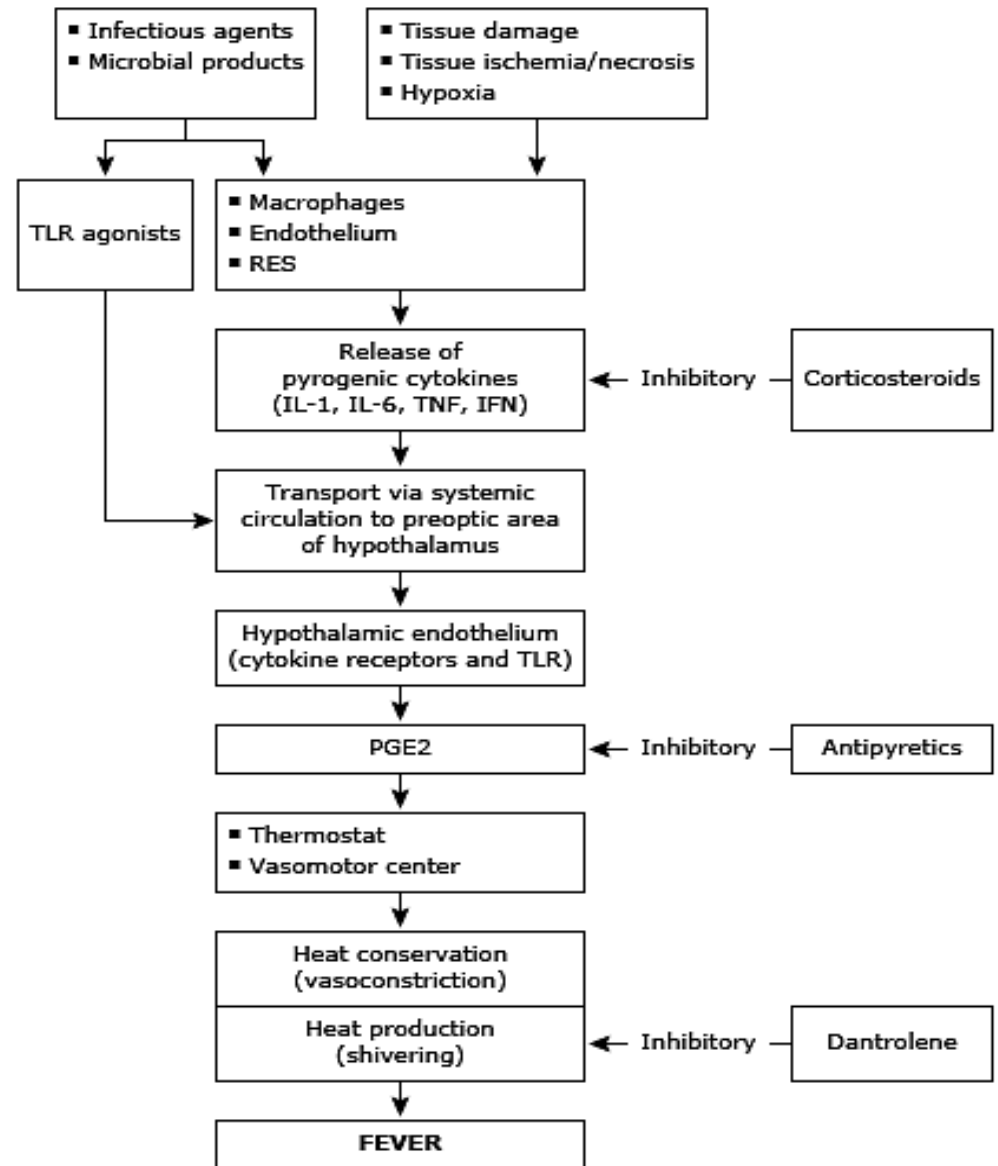 ▪ Infectious agents
▪ Microbial products
▪ Tissue damage
▪ Tissue ischemia/necrosis
▪ Hypoxia
TLR agonists
▪ Macrophages
▪ Endothelium
▪ RES
Release of
pyrogenic cytokines
(IL-1, IL-6, TNF, IFN)
Inhibitory
Corticosteroids
Transport via systemic
circulation to preoptic area
of hypothalamus
Hypothalamic endothelium
(cytokine receptors and TLR)
PGE2
Inhibitory
Antipyretics
▪ Thermostat
▪ Vasomotor center
Heat conservation
(vasoconstriction)
Heat production
(shivering)
Inhibitory
Dantrolene
FEVER